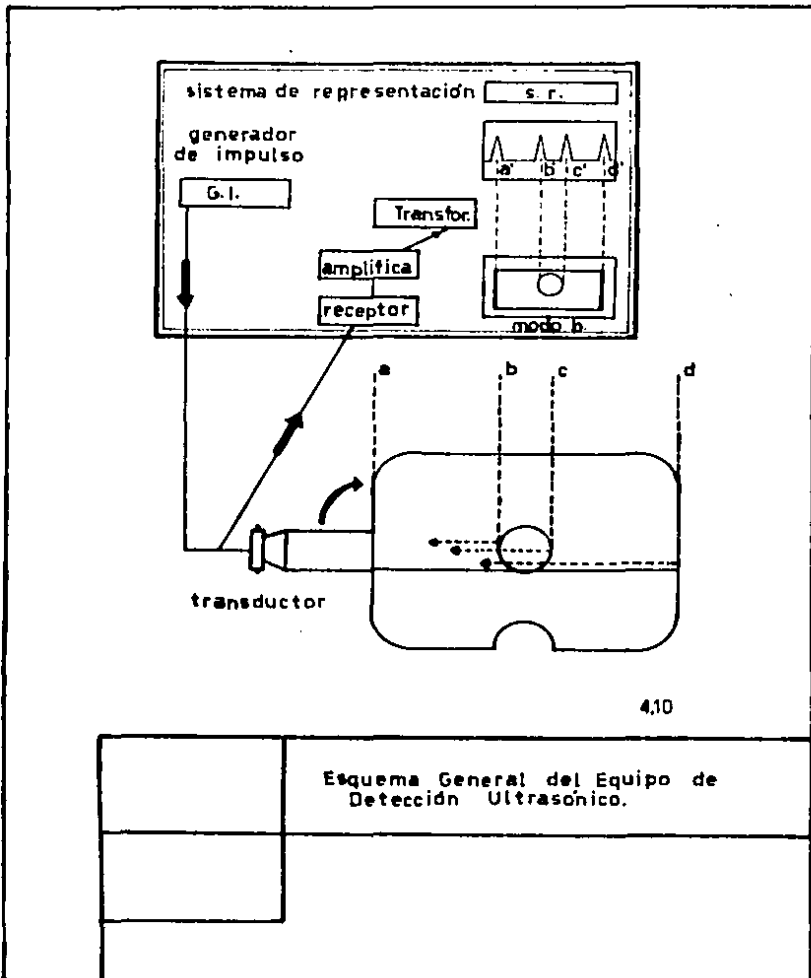 sistema de representación
s. r.
generador
de impulso
G. I.
Transfor.
amplifica
receptor
a' b c' d'
modo b
a b c d
transductor
4,10
Esquema General del Equipo de
Detección Ultrasónico.